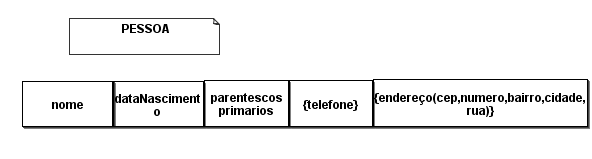 PESSOA
nome
dataNasciment
o
parentescos
primarios
{telefone}
{endereço(cep,numero,bairro,cidade,
rua)}